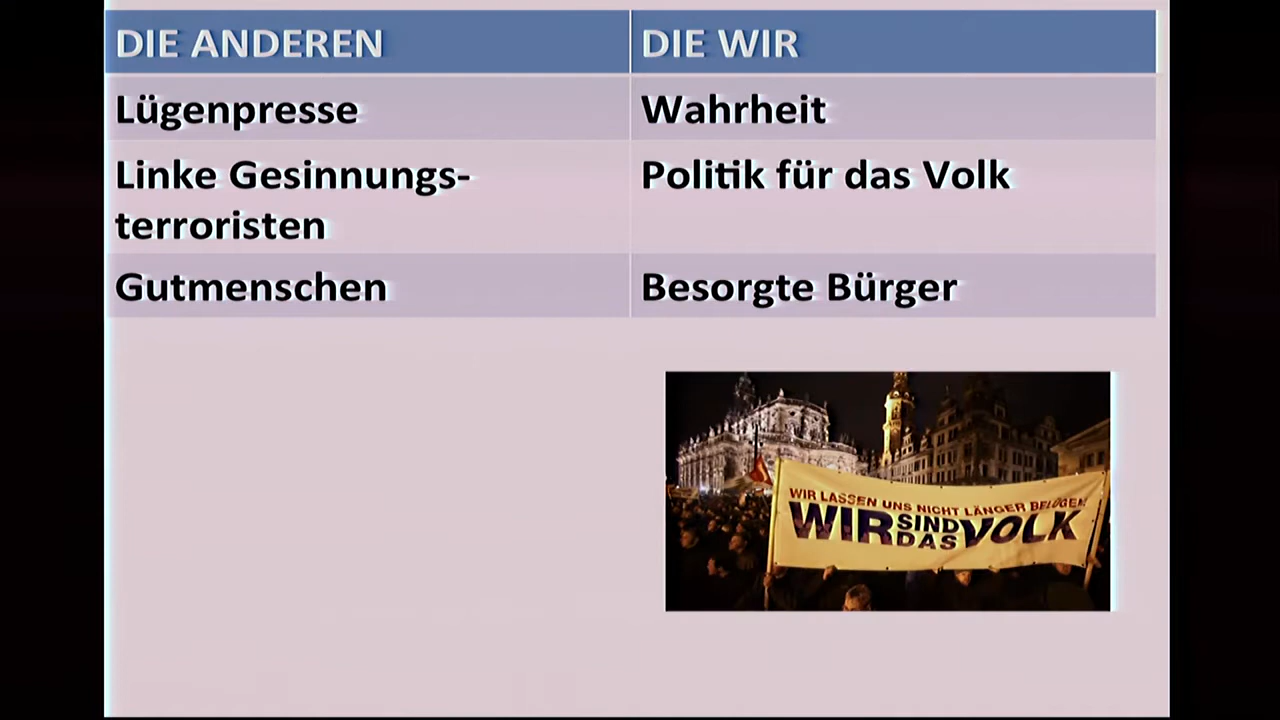 DIE ANDEREN
DIE WIR
Lügenpresse
Wahrheit
Linke Gesinnungs-
terroristen
Politik für das Volk
Gutmenschen
Besorgte Bürger
WIR LASSEN UNS NICHT LÄNGER BELÜGEN
WIR SIND DAS VOLK